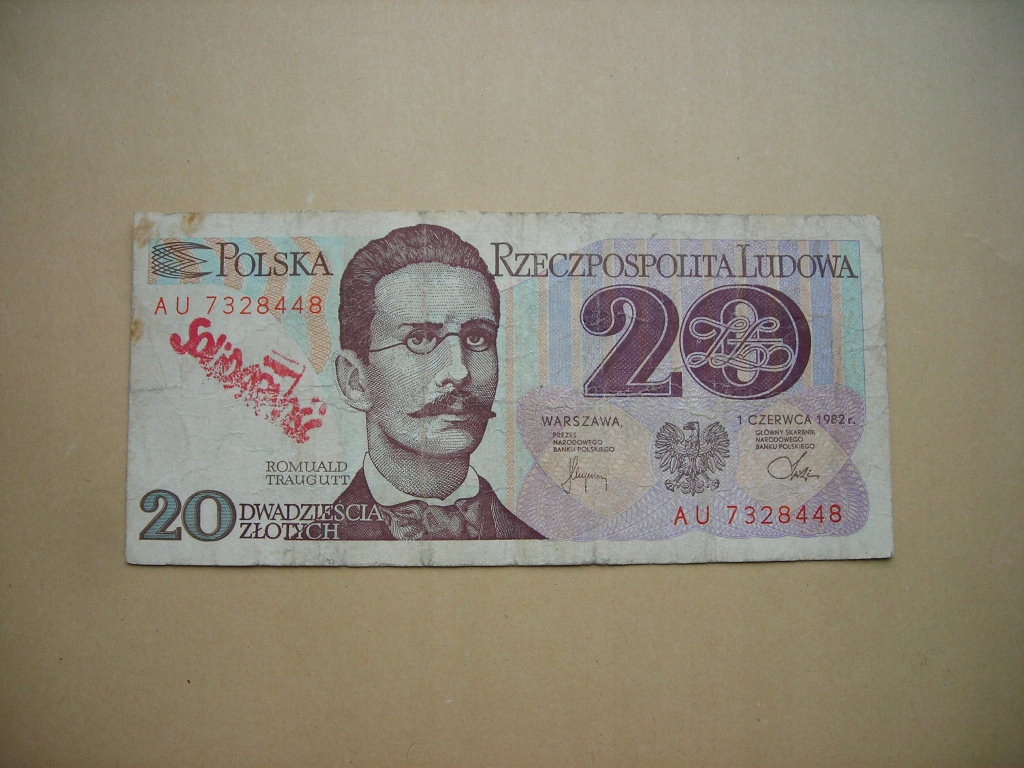 POLSKA RZECZPOSPOLITA LUDOWA
AU 7328448
20
Solidarność
WARSZAWA, 1 CZERWCA 1982 r.
PREZES
NARODOWEGO
BANKU POLSKIEGO
GŁÓWNY SKARBNIK
NARODOWEGO
BANKU POLSKIEGO
ROMUALD
TRAUGUTT
20 DWADZIEŚCIA
ZŁOTYCH
AU 7328448